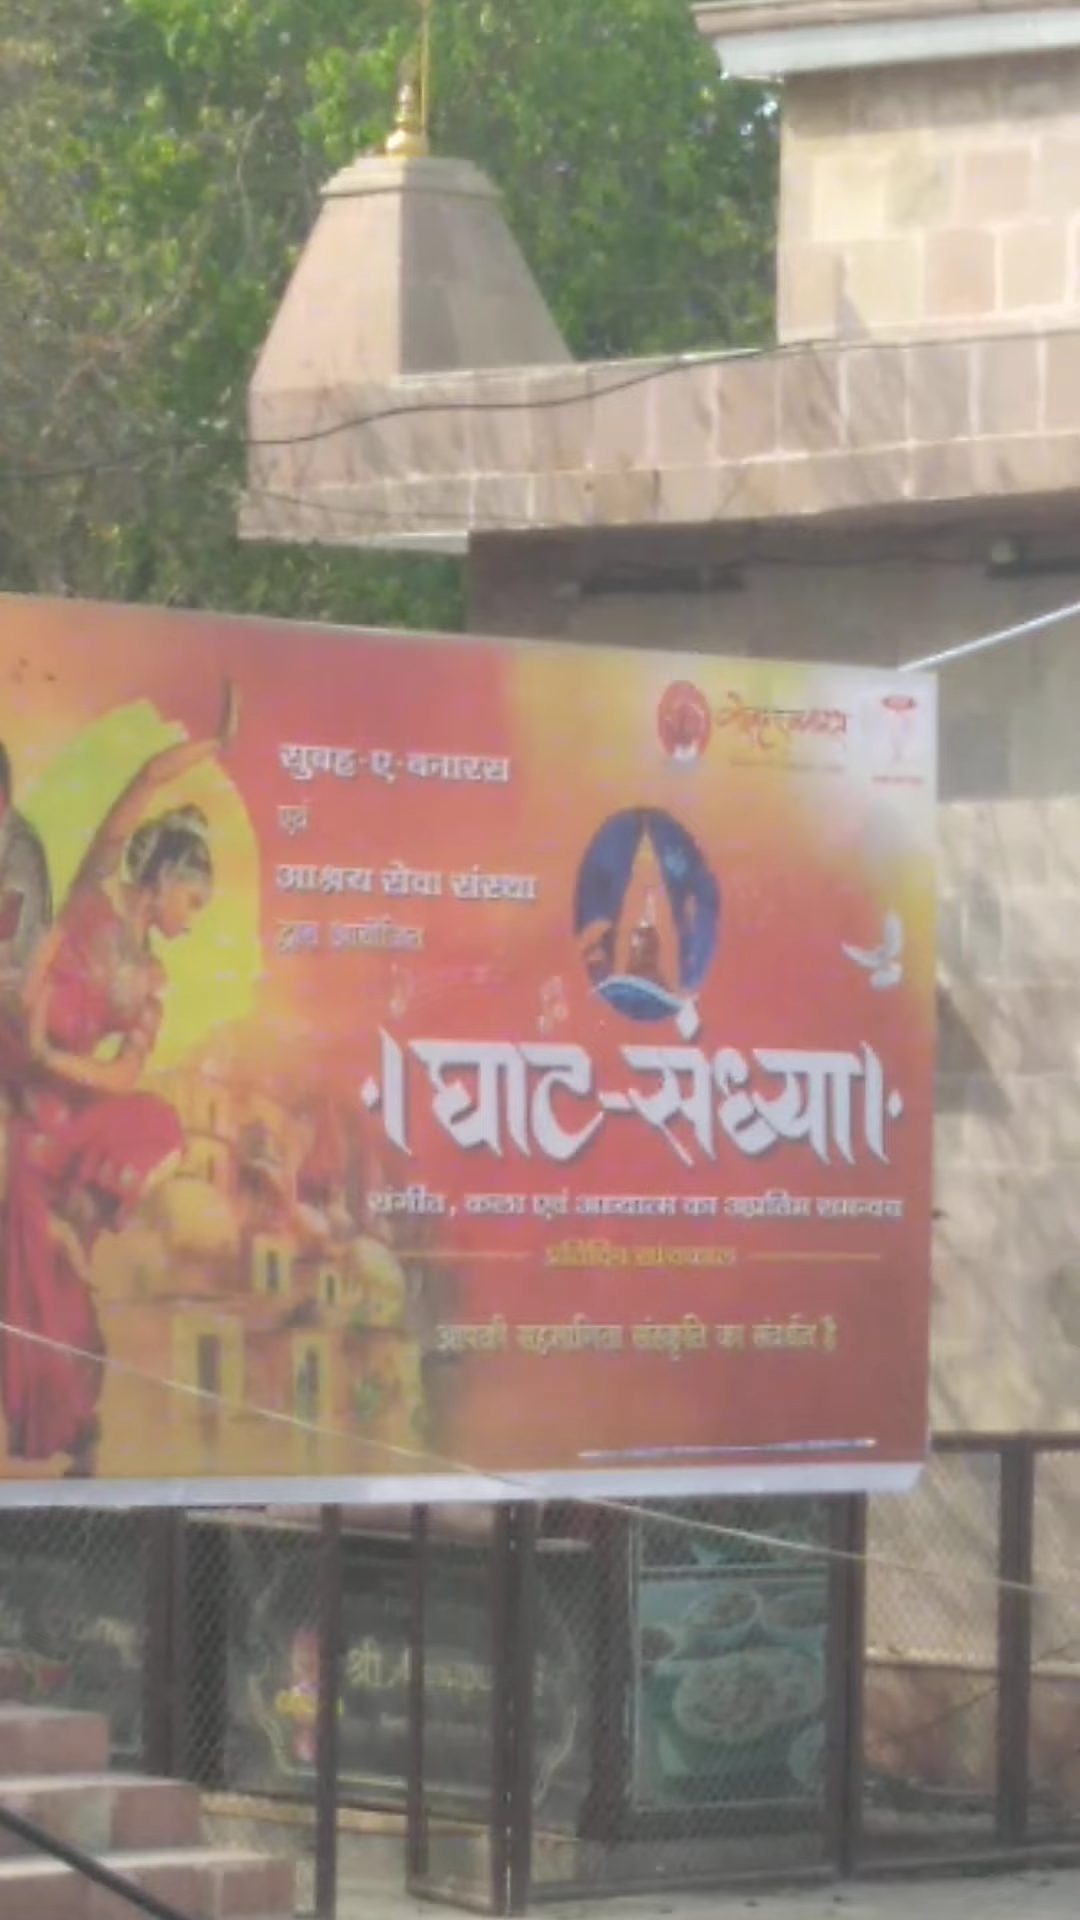 सुबह-ए-बनारस
एवं
आश्रय सेवा संस्था
द्वारा आयोजित
। घाट-संध्या ।
संगीत, कला एवं अध्यात्म का अप्रतिम समन्वय
प्रतिदिन सांयकाल
आपकी सहभागिता संस्कृति का संवर्धन है
श्री